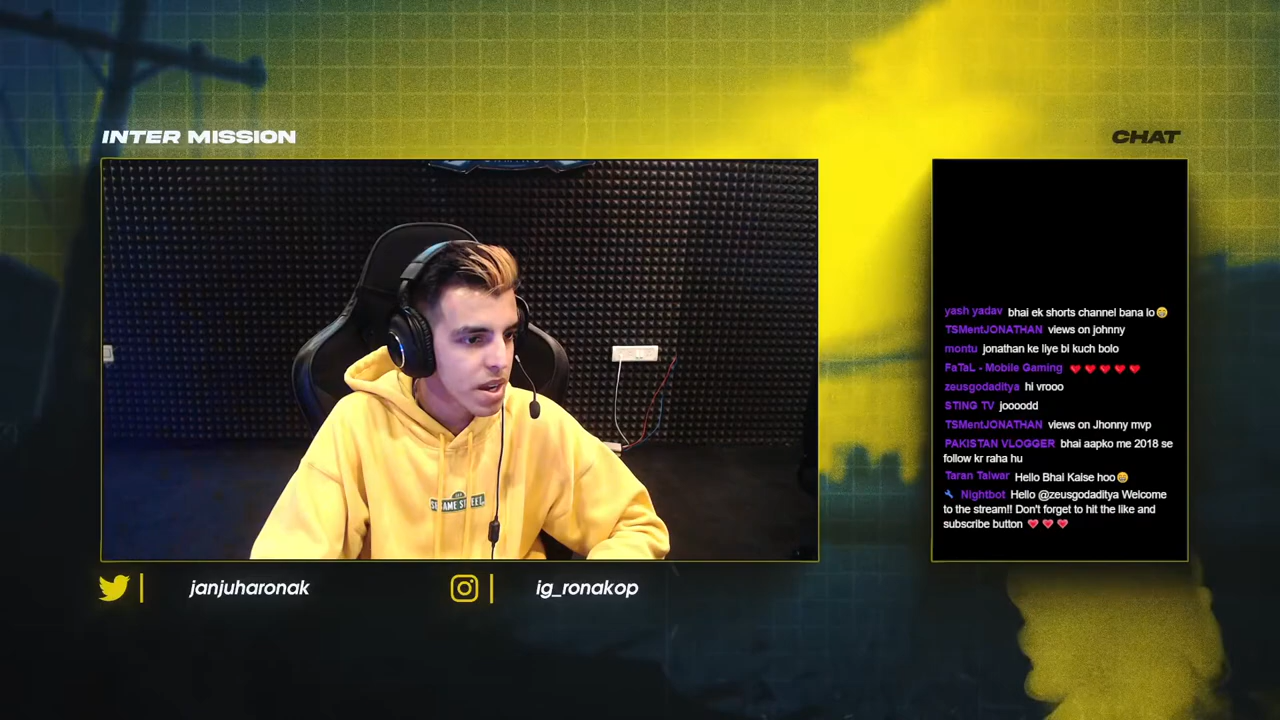 INTER MISSION
CHAT
yash yadav bhai ek shorts channel bana lo😁
TSMentJONATHAN views on johnny
montu jonathan ke liye bi kuch bolo
FaTaL - Mobile Gaming ❤❤❤❤❤
zeusgodaditya hi vrooo
STING TV joooodd
TSMentJONATHAN views on Jhonny mvp
PAKISTAN VLOGGER bhai aapko me 2018 se
follow kr raha hu
Taran Talwar Hello Bhai Kaise hoo😁
Nightbot Hello @zeusgodaditya Welcome
to the stream!! Don't forget to hit the like and
subscribe button ❤❤❤
SESAME STREET
janjuharonak
ig_ronakop